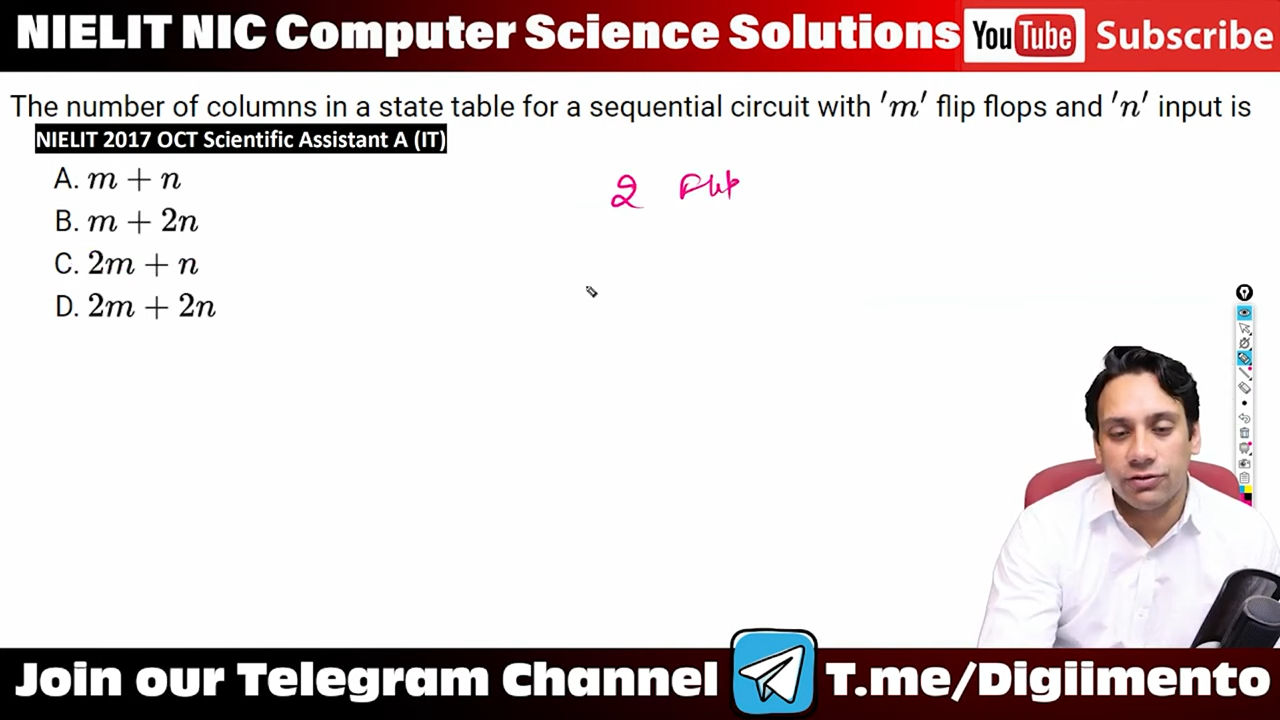 NIELIT NIC Computer Science Solutions YouTube Subscribe
The number of columns in a state table for a sequential circuit with 'm' flip flops and 'n' input is
NIELIT 2017 OCT Scientific Assistant A (IT)
A. m + n
2 Flip
B. m + 2n
C. 2m + n
D. 2m + 2n
Join our Telegram Channel T.me/Digiimento